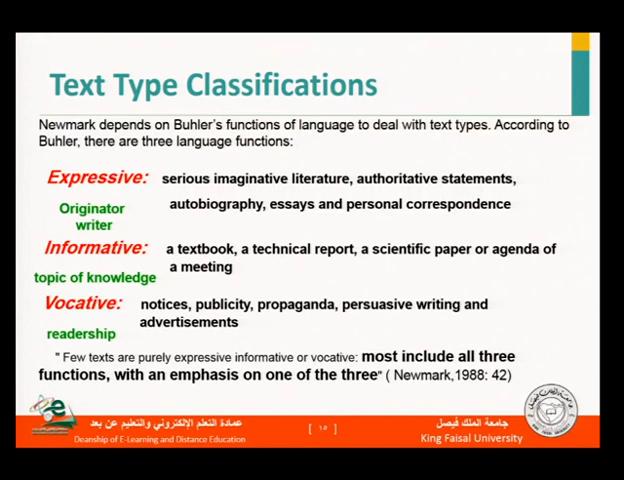 Text Type Classifications
Newmark depends on Buhler's functions of language to deal with text types. According to
Buhler, there are three language functions:
Expressive: serious imaginative literature, authoritative statements,
autobiography, essays and personal correspondence
Originator
writer
Informative: a textbook, a technical report, a scientific paper or agenda of
a meeting
topic of knowledge
Vocative: notices, publicity, propaganda, persuasive writing and
advertisements
readership
" Few texts are purely expressive informative or vocative: most include all three
functions, with an emphasis on one of the three" ( Newmark,1988: 42)
عمادة التعلم الإلكتروني والتعليم عن بعد
Deanship of E-Learning and Distance Education
[ ١٥ ]
جامعة الملك فيصل
King Faisal University